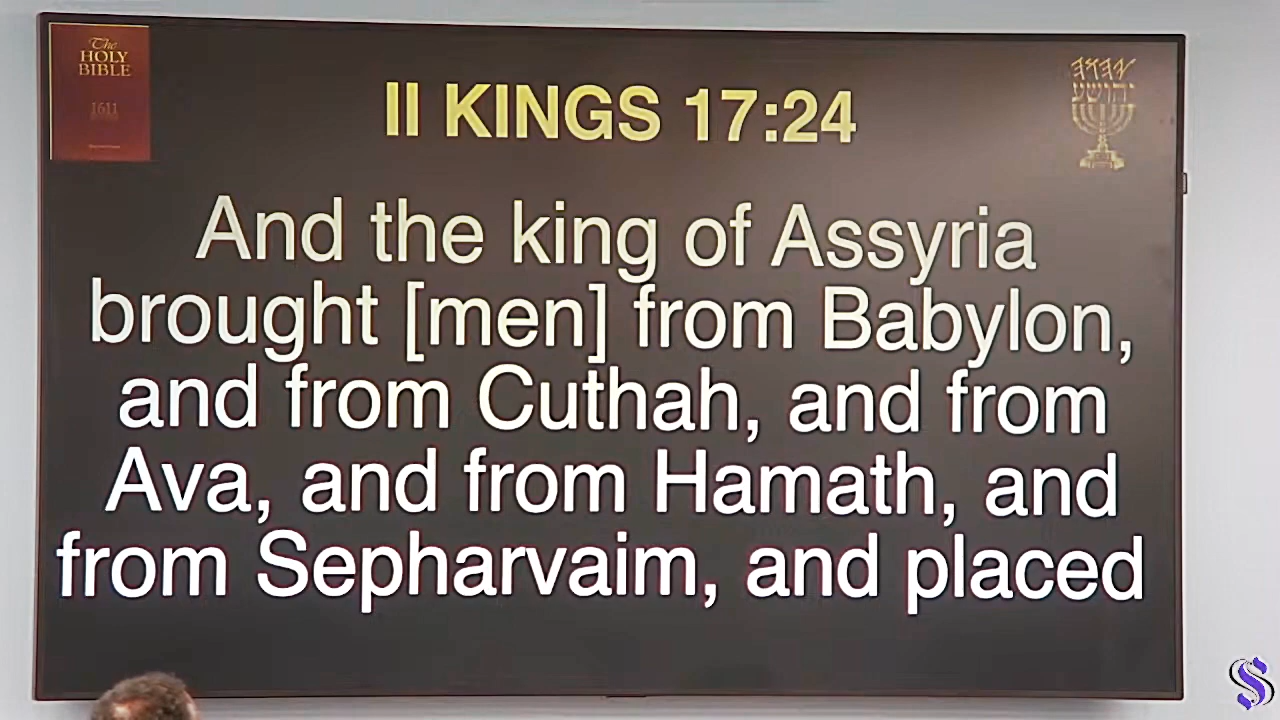 The
HOLY
BIBLE
1611
II KINGS 17:24
יהושע
And the king of Assyria
brought [men] from Babylon,
and from Cuthah, and from
Ava, and from Hamath, and
from Sepharvaim, and placed